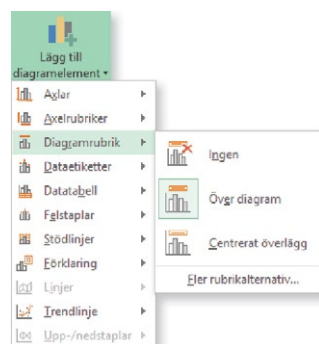 Lägg till
diagramelement
Axlar
Axelrubriker
Diagramrubrik
Dataetiketter
Datatabell
Felstaplar
Stödlinjer
Förklaring
Linjer
Trendlinje
Upp-/nedstaplar
Ingen
Över diagram
Centrerat överlägg
Fler rubrikalternativ...